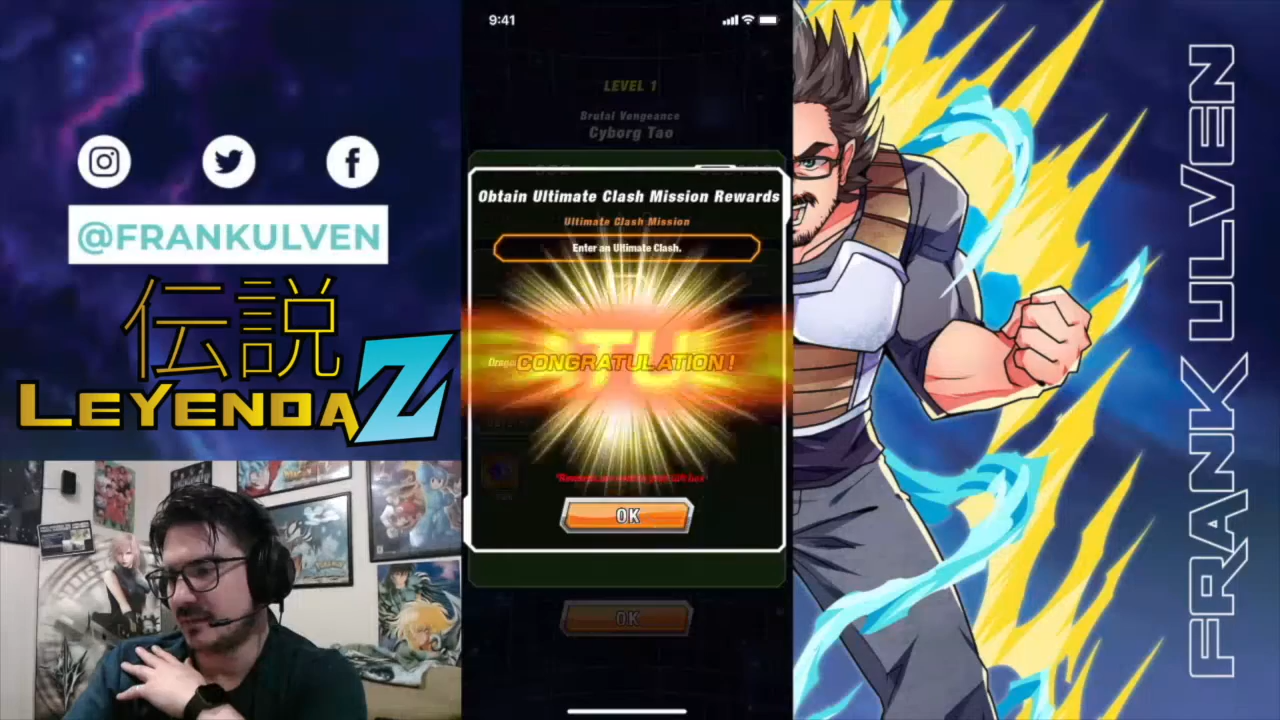 @FRANKULVEN
伝説
LEYENDAZ
9:41
LEVEL 1
Brutal Vengeance
Cyborg Tao
Obtain Ultimate Clash Mission Rewards
Ultimate Clash Mission
Enter an Ultimate Clash.
CONGRATULATION!
OK
OK
FRANK ULVEN